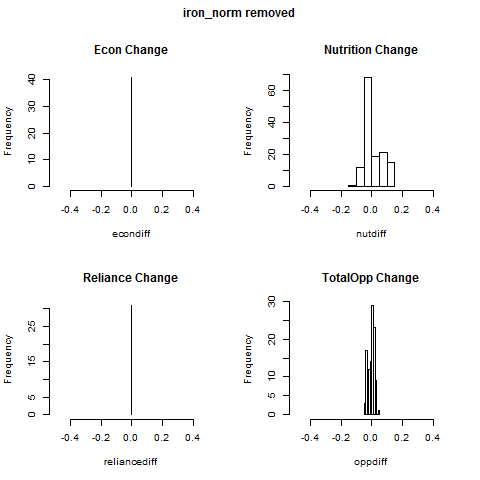 iron_norm removed
Econ Change
Frequency
0 10 20 30 40
-0.4 -0.2 0.0 0.2 0.4
econdiff
Nutrition Change
Frequency
0 20 60
-0.4 -0.2 0.0 0.2 0.4
nutdiff
Reliance Change
Frequency
0 5 15 25
-0.4 -0.2 0.0 0.2 0.4
reliancediff
TotalOpp Change
Frequency
0 5 10 20 30
-0.4 -0.2 0.0 0.2 0.4
oppdiff